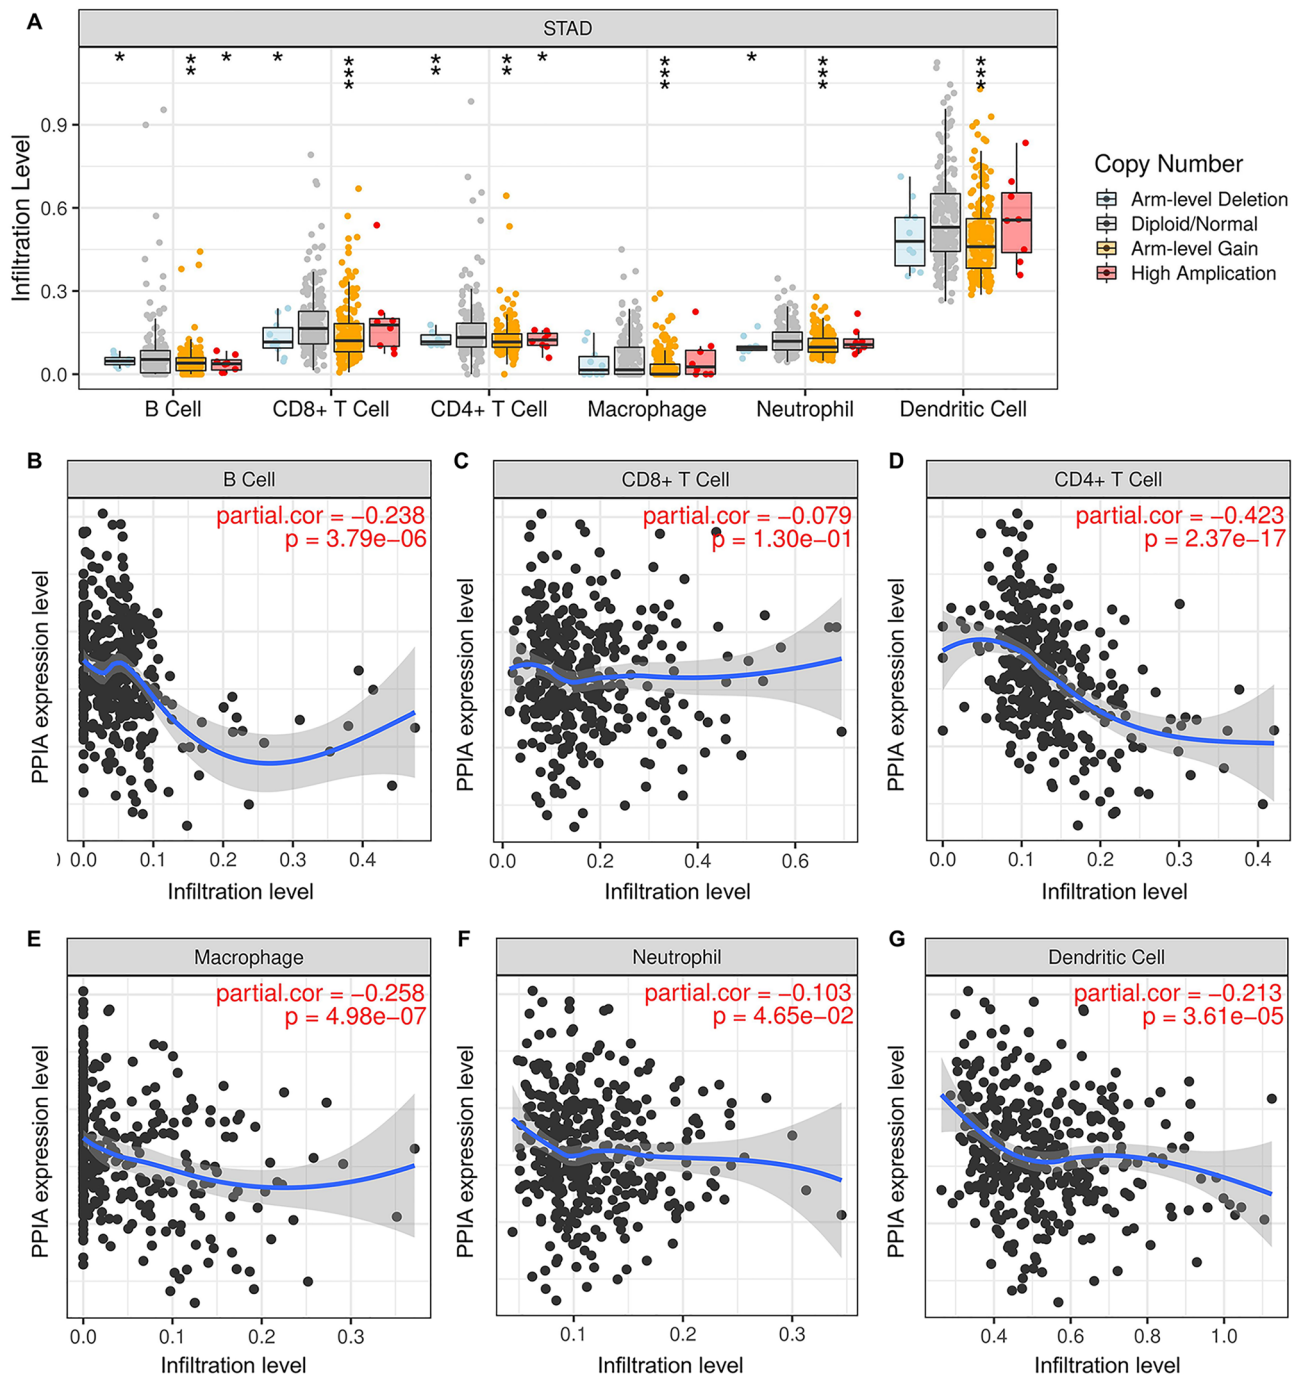 A
STAD
* ** * * *** ** ** * *** * *** ***
Infiltration Level
0.9
0.6
0.3
0.0
B Cell CD8+ T Cell CD4+ T Cell Macrophage Neutrophil Dendritic Cell
Copy Number
Arm-level Deletion
Diploid/Normal
Arm-level Gain
High Amplication
B
B Cell
partial.cor = −0.238
p = 3.79e−06
PPIA expression level
0.0 0.1 0.2 0.3 0.4
Infiltration level
C
CD8+ T Cell
partial.cor = −0.079
p = 1.30e−01
PPIA expression level
0.0 0.2 0.4 0.6
Infiltration level
D
CD4+ T Cell
partial.cor = −0.423
p = 2.37e−17
PPIA expression level
0.0 0.1 0.2 0.3 0.4
Infiltration level
E
Macrophage
partial.cor = −0.258
p = 4.98e−07
PPIA expression level
0.0 0.1 0.2 0.3
Infiltration level
F
Neutrophil
partial.cor = −0.103
p = 4.65e−02
PPIA expression level
0.1 0.2 0.3
Infiltration level
G
Dendritic Cell
partial.cor = −0.213
p = 3.61e−05
PPIA expression level
0.4 0.6 0.8 1.0
Infiltration level